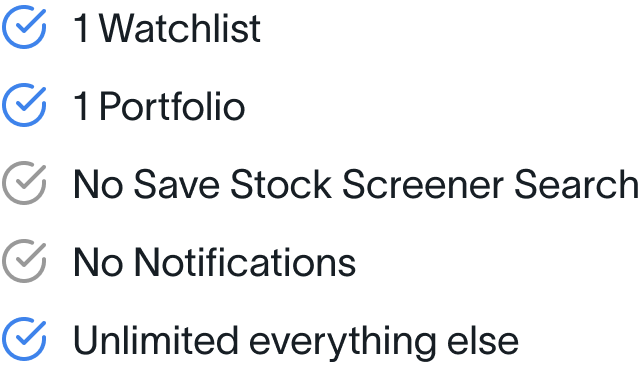 1 Watchlist
1 Portfolio
No Save Stock Screener Search
No Notifications
Unlimited everything else